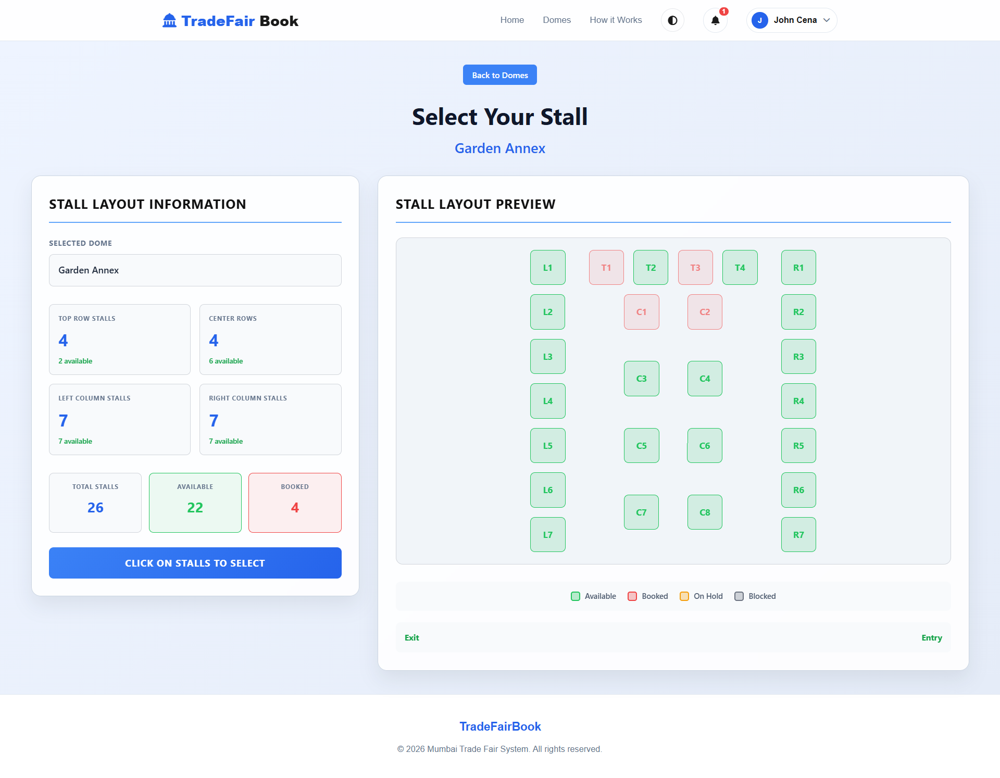 TradeFair Book
Home
Domes
How it Works
1
J
John Cena
Back to Domes
Select Your Stall
Garden Annex
STALL LAYOUT INFORMATION
SELECTED DOME
Garden Annex
TOP ROW STALLS
4
2 available
CENTER ROWS
4
6 available
LEFT COLUMN STALLS
7
7 available
RIGHT COLUMN STALLS
7
7 available
TOTAL STALLS
26
AVAILABLE
22
BOOKED
4
CLICK ON STALLS TO SELECT
STALL LAYOUT PREVIEW
L1 T1 T2 T3 T4 R1
L2 C1 C2 R2
L3 R3
C3 C4
L4 R4
L5 C5 C6 R5
L6 R6
C7 C8
L7 R7
Available Booked On Hold Blocked
Exit
Entry
TradeFairBook
© 2026 Mumbai Trade Fair System. All rights reserved.